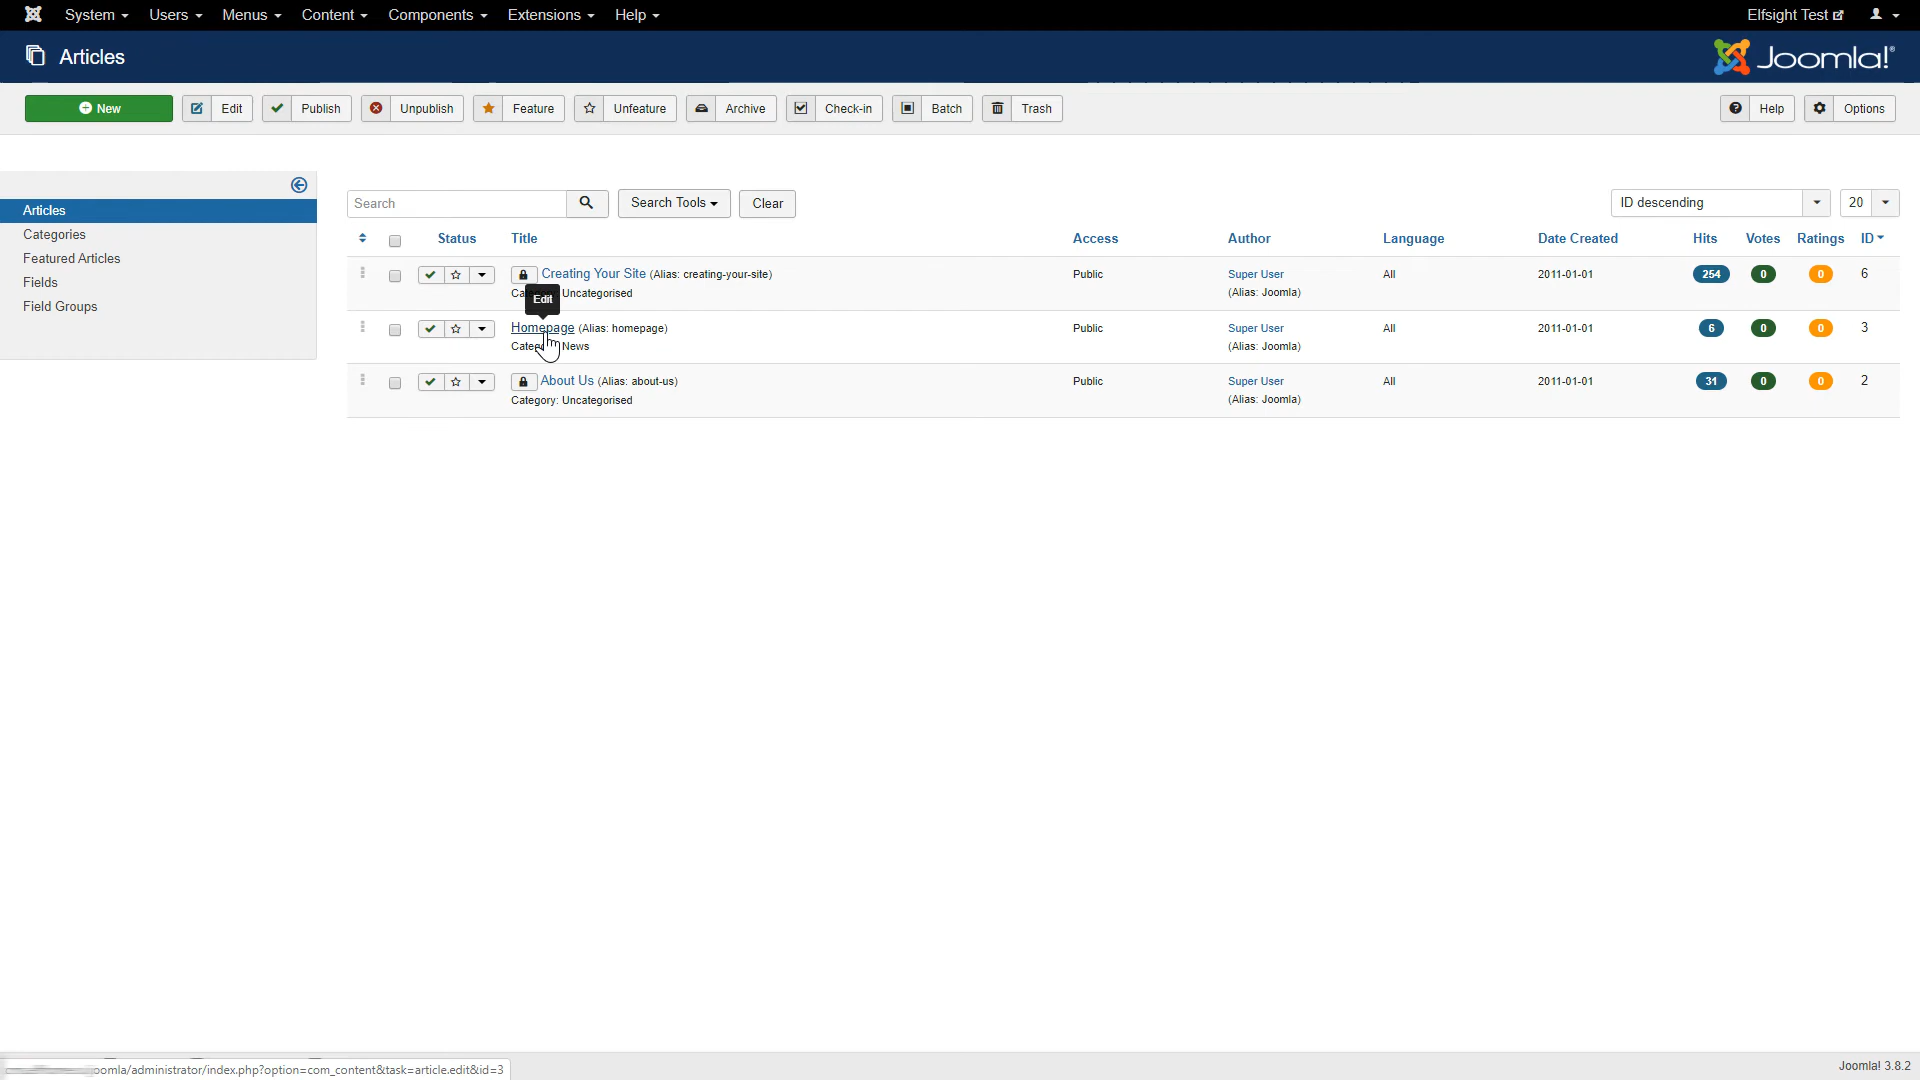 System Users Menus Content Components Extensions Help Elfsight Test
Articles Joomla!®
New Edit Publish Unpublish Feature Unfeature Archive Check-in Batch Trash Help Options
Articles
Categories
Featured Articles
Fields
Field Groups
Search Search Tools Clear ID descending 20
Status Title Access Author Language Date Created Hits Votes Ratings ID
Creating Your Site (Alias: creating-your-site) Public Super User All 2011-01-01 254 0 0 6
Uncategorised (Alias: Joomla)
Edit
Homepage (Alias: homepage) Public Super User All 2011-01-01 6 0 0 3
News (Alias: Joomla)
About Us (Alias: about-us) Public Super User All 2011-01-01 31 0 0 2
Category: Uncategorised (Alias: Joomla)
oomla/administrator/index.php?option=com_content&task=article.edit&id=3
Joomla! 3.8.2